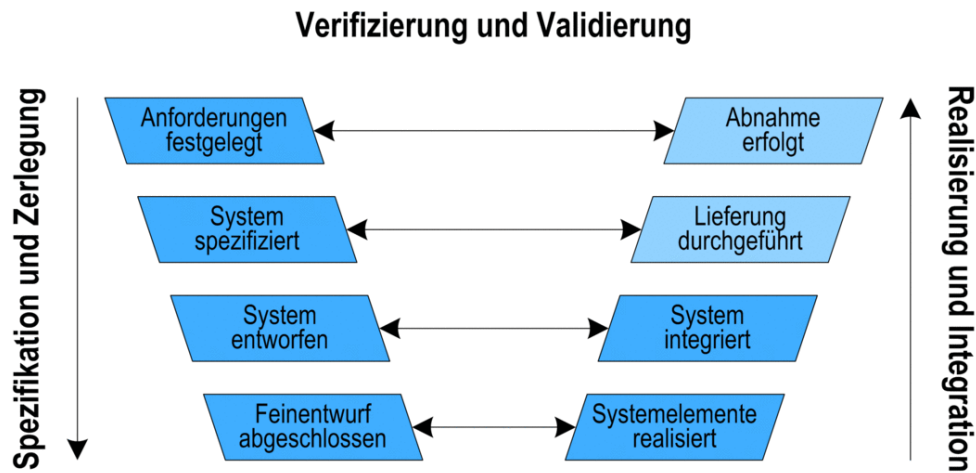 Verifizierung und Validierung
Spezifikation und Zerlegung
Anforderungen
festgelegt
Abnahme
erfolgt
System
spezifiziert
Lieferung
durchgeführt
System
entworfen
System
integriert
Feinentwurf
abgeschlossen
Systemelemente
realisiert
Realisierung und Integration